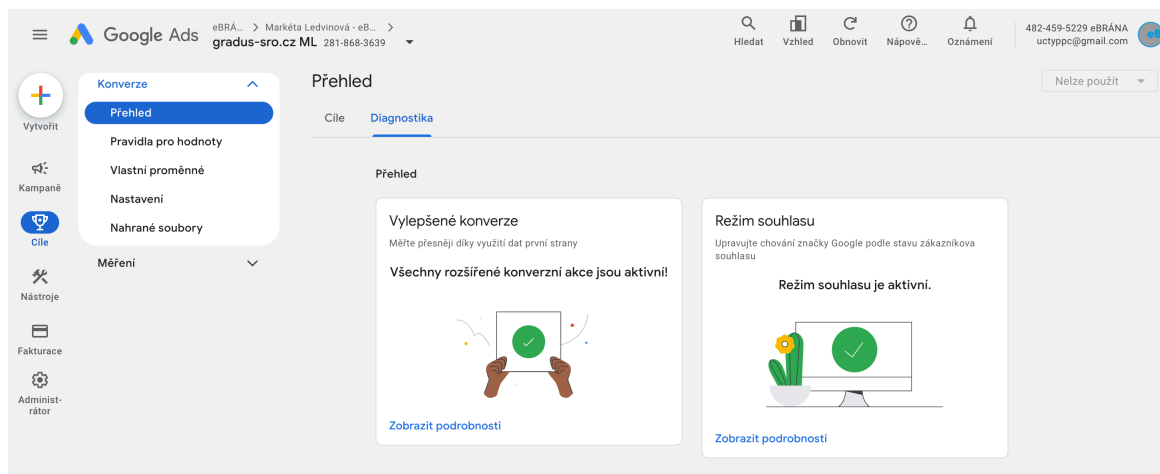 Google Ads
eBRÁ... > Markéta Ledvinová - eB... >
gradus-sro.cz ML 281-868-3639
Hledat
Vzhled
Obnovit
Nápově...
Oznámení
482-459-5229 eBRÁNA
uctyppc@gmail.com
eB
Vytvořit
Kampaně
Cíle
Nástroje
Fakturace
Administ-
rátor
Konverze
Přehled
Pravidla pro hodnoty
Vlastní proměnné
Nastavení
Nahrané soubory
Měření
Přehled
Nelze použít
Cíle
Diagnostika
Přehled
Vylepšené konverze
Měřte přesněji díky využití dat první strany
Všechny rozšířené konverzní akce jsou aktivní!
Zobrazit podrobnosti
Režim souhlasu
Upravujte chování značky Google podle stavu zákazníkova
souhlasu
Režim souhlasu je aktivní.
Zobrazit podrobnosti